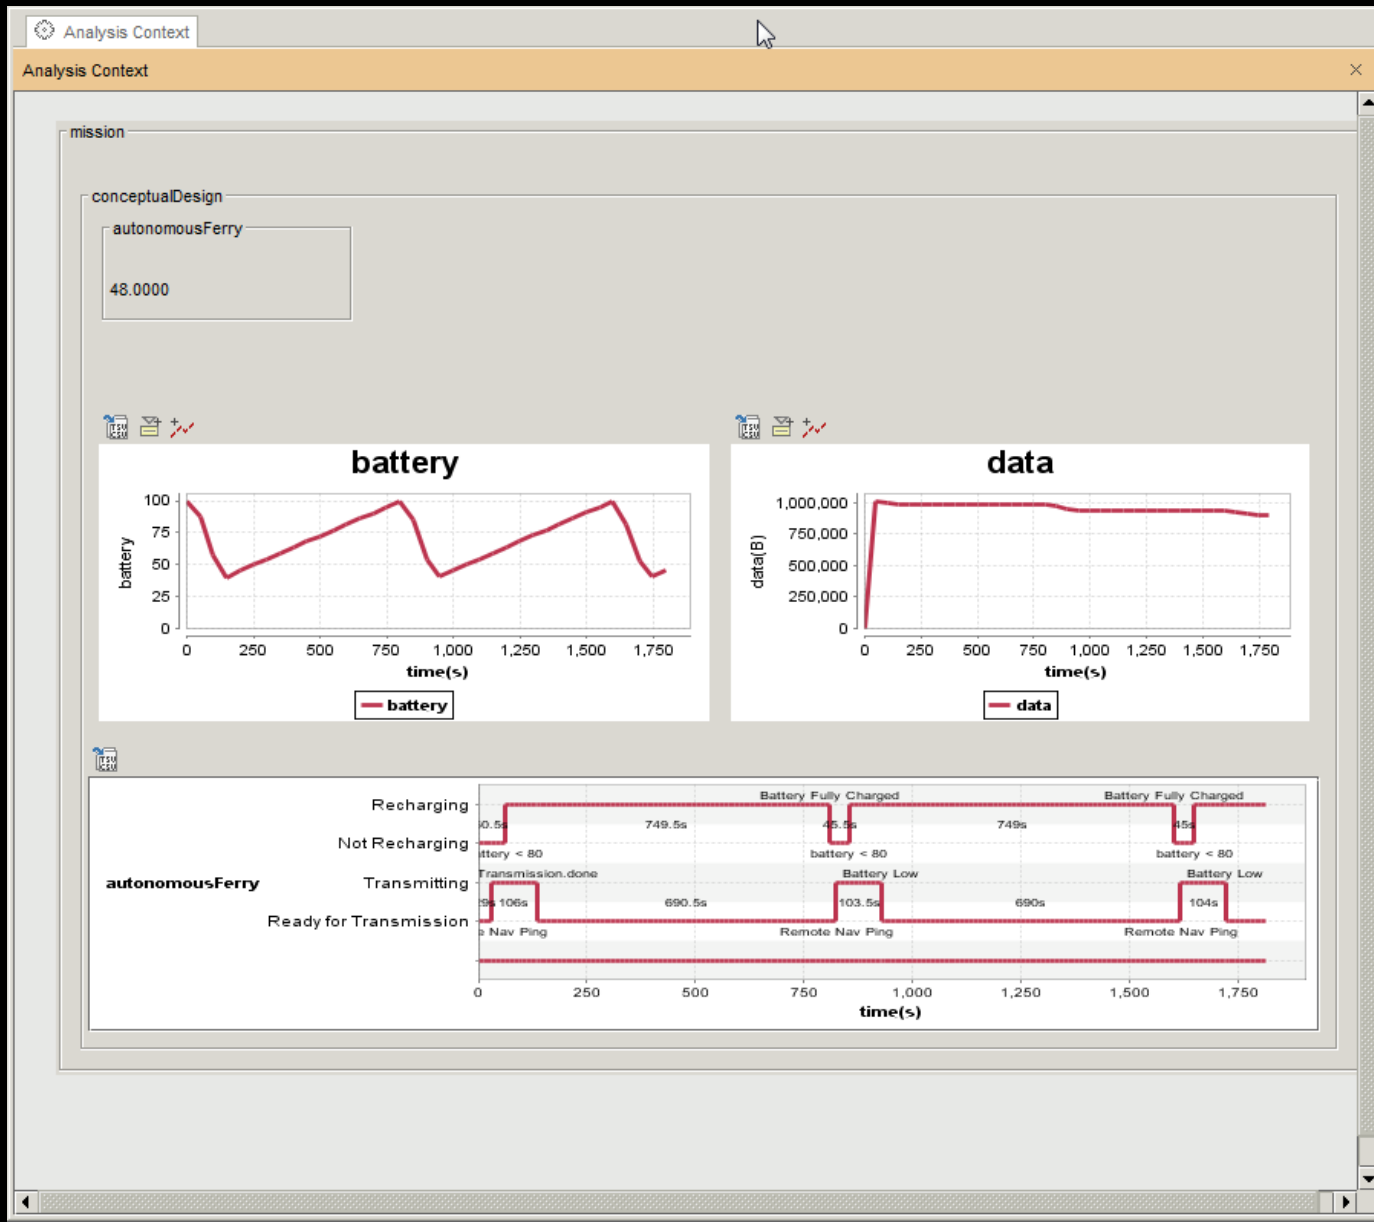 Analysis Context
Analysis Context
mission
conceptualDesign
autonomousFerry
48.0000
battery
100
75
50
25
0
battery
0 250 500 750 1,000 1,250 1,500 1,750
time(s)
battery
data
1,000,000
750,000
500,000
250,000
0
data(B)
0 250 500 750 1,000 1,250 1,500 1,750
time(s)
data
Battery Fully Charged Battery Fully Charged
Recharging
0.5s 749.5s 45.5s 749s 45s
Not Recharging
ttery < 80 battery < 80 battery < 80
Transmission.done Battery Low Battery Low
autonomousFerry Transmitting
9s 106s 690.5s 103.5s 690s 104s
Ready for Transmission
e Nav Ping Remote Nav Ping Remote Nav Ping
0 250 500 750 1,000 1,250 1,500 1,750
time(s)